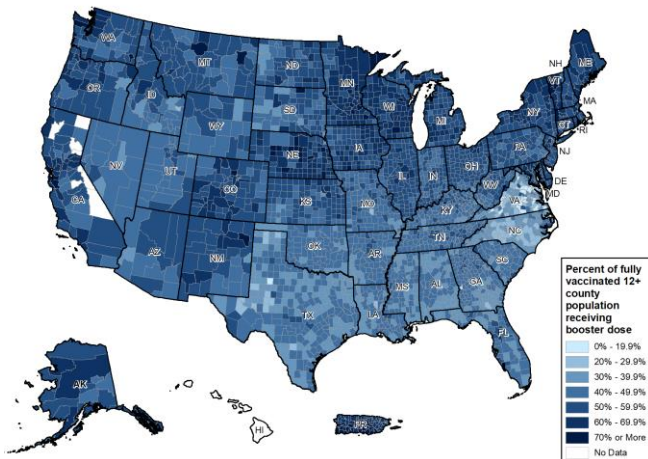 WA
MT
ND
MN
ME
NH
VT
OR
ID
SD
WI
MI
NY
MA
WY
CT
RI
IA
PA
NJ
NE
NV
UT
IL
IN
OH
DE
MD
CO
CA
KS
MO
WV
VA
KY
NC
TN
AZ
NM
OK
AR
SC
MS
AL
GA
TX
LA
FL
AK
HI
PR
Percent of fully
vaccinated 12+
county
population
receiving
booster dose
0% - 19.9%
20% - 29.9%
30% - 39.9%
40% - 49.9%
50% - 59.9%
60% - 69.9%
70% or More
No Data